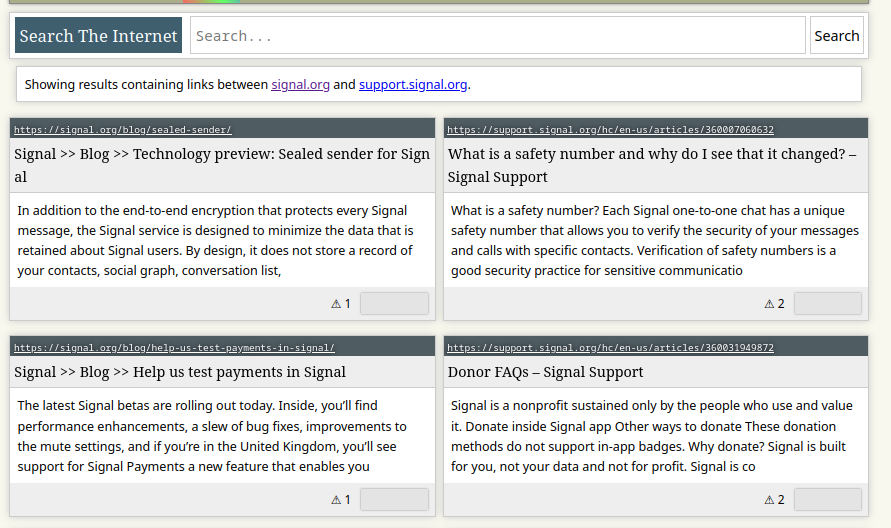 Search The Internet
Search...
Search
Showing results containing links between signal.org and support.signal.org.
https://signal.org/blog/sealed-sender/
Signal >> Blog >> Technology preview: Sealed sender for Sign
al
In addition to the end-to-end encryption that protects every Signal
message, the Signal service is designed to minimize the data that is
retained about Signal users. By design, it does not store a record of
your contacts, social graph, conversation list,
⚠ 1
https://support.signal.org/hc/en-us/articles/360007060632
What is a safety number and why do I see that it changed? –
Signal Support
What is a safety number? Each Signal one-to-one chat has a unique
safety number that allows you to verify the security of your messages
and calls with specific contacts. Verification of safety numbers is a
good security practice for sensitive communicatio
⚠ 2
https://signal.org/blog/help-us-test-payments-in-signal/
Signal >> Blog >> Help us test payments in Signal
The latest Signal betas are rolling out today. Inside, you’ll find
performance enhancements, a slew of bug fixes, improvements to
the mute settings, and if you’re in the United Kingdom, you’ll see
support for Signal Payments a new feature that enables you
⚠ 1
https://support.signal.org/hc/en-us/articles/360031949872
Donor FAQs – Signal Support
Signal is a nonprofit sustained only by the people who use and value
it. Donate inside Signal app Other ways to donate These donation
methods do not support in-app badges. Why donate? Signal is built
for you, not your data and not for profit. Signal is co
⚠ 2